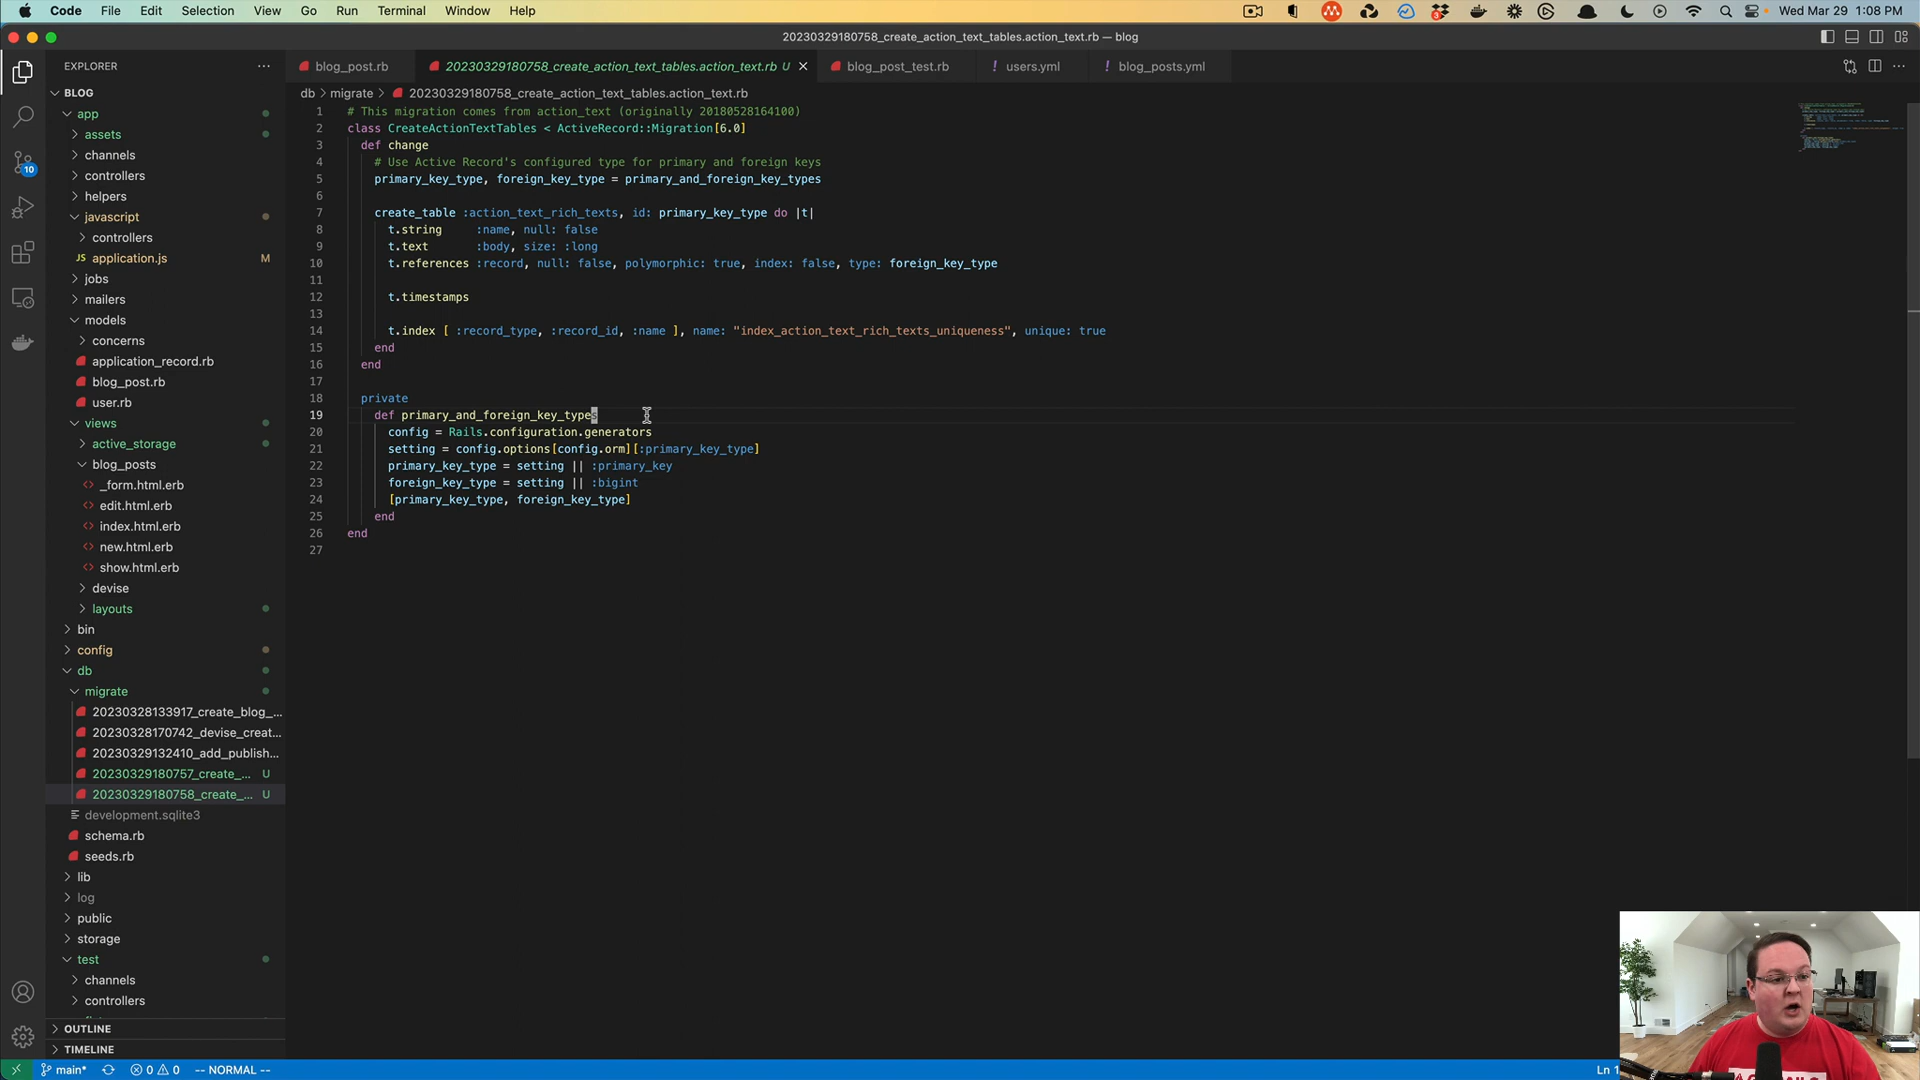 Code File Edit Selection View Go Run Terminal Window Help
3
Wed Mar 29 1:08 PM
20230329180758_create_action_text_tables.action_text.rb — blog
EXPLORER
blog_post.rb
20230329180758_create_action_text_tables.action_text.rb U
blog_post_test.rb
! users.yml
! blog_posts.yml
BLOG
app
assets
channels
controllers
helpers
javascript
controllers
JS application.js M
jobs
mailers
models
concerns
application_record.rb
blog_post.rb
user.rb
views
active_storage
blog_posts
<> _form.html.erb
<> edit.html.erb
<> index.html.erb
<> new.html.erb
<> show.html.erb
devise
layouts
bin
config
db
migrate
20230328133917_create_blog_...
20230328170742_devise_creat...
20230329132410_add_publish...
20230329180757_create_... U
20230329180758_create_... U
development.sqlite3
schema.rb
seeds.rb
lib
log
public
storage
test
channels
controllers
OUTLINE
TIMELINE
10
db > migrate > 20230329180758_create_action_text_tables.action_text.rb
1 # This migration comes from action_text (originally 20180528164100)
2 class CreateActionTextTables < ActiveRecord::Migration[6.0]
3 def change
4 # Use Active Record's configured type for primary and foreign keys
5 primary_key_type, foreign_key_type = primary_and_foreign_key_types
6
7 create_table :action_text_rich_texts, id: primary_key_type do |t|
8 t.string :name, null: false
9 t.text :body, size: :long
10 t.references :record, null: false, polymorphic: true, index: false, type: foreign_key_type
11
12 t.timestamps
13
14 t.index [ :record_type, :record_id, :name ], name: "index_action_text_rich_texts_uniqueness", unique: true
15 end
16 end
17
18 private
19 def primary_and_foreign_key_types
20 config = Rails.configuration.generators
21 setting = config.options[config.orm][:primary_key_type]
22 primary_key_type = setting || :primary_key
23 foreign_key_type = setting || :bigint
24 [primary_key_type, foreign_key_type]
25 end
26 end
27
main* 0 0 -- NORMAL --
Ln 1